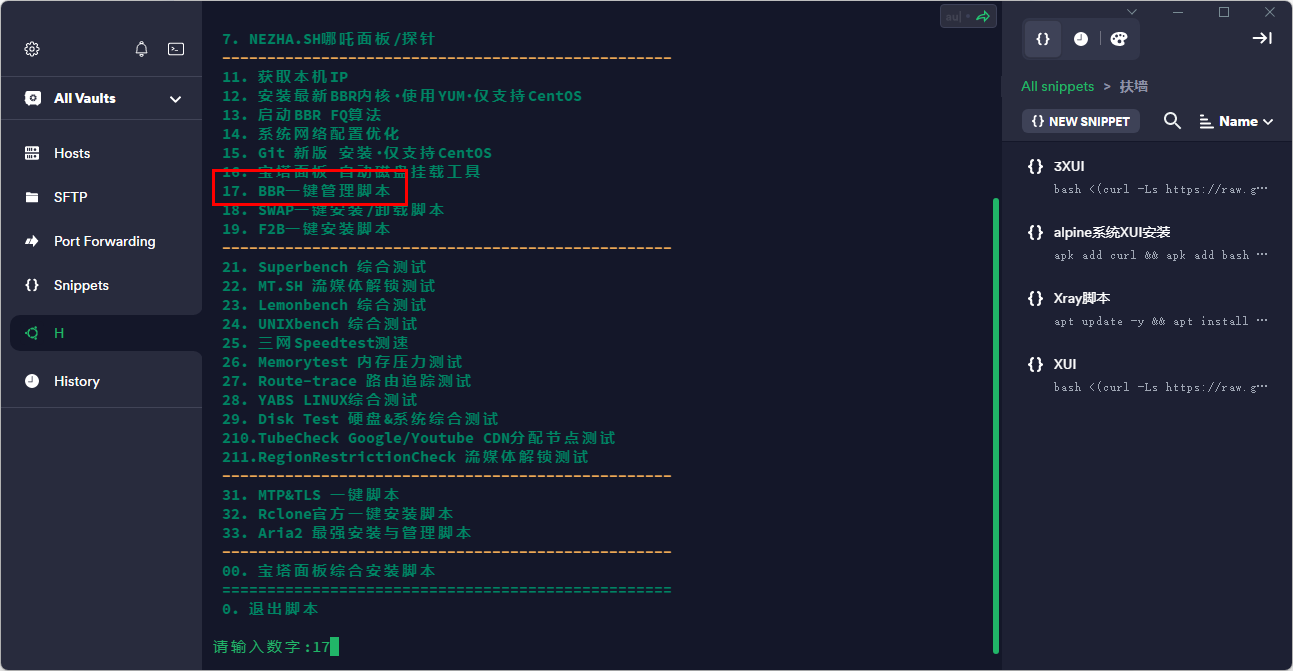 All Vaults
Hosts
SFTP
Port Forwarding
Snippets
H
History
7. NEZHA.SH哪吒面板/探针
11. 获取本机IP
12. 安装最新BBR内核·使用YUM·仅支持CentOS
13. 启动BBR FQ算法
14. 系统网络配置优化
15. Git 新版 安装·仅支持CentOS
16. 宝塔面板 自动磁盘挂载工具
17. BBR一键管理脚本
18. SWAP一键安装/卸载脚本
19. F2B一键安装脚本
21. Superbench 综合测试
22. MT.SH 流媒体解锁测试
23. Lemonbench 综合测试
24. UNIXbench 综合测试
25. 三网Speedtest测速
26. Memorytest 内存压力测试
27. Route-trace 路由追踪测试
28. YABS LINUX综合测试
29. Disk Test 硬盘&系统综合测试
210.TubeCheck Google/Youtube CDN分配节点测试
211.RegionRestrictionCheck 流媒体解锁测试
31. MTP&TLS 一键脚本
32. Rclone官方一键安装脚本
33. Aria2 最强安装与管理脚本
00. 宝塔面板综合安装脚本
0. 退出脚本
请输入数字:17
All snippets > 扶墙
{} NEW SNIPPET
Name
3XUI
bash <(curl -Ls https://raw.g···
alpine系统XUI安装
apk add curl && apk add bash ···
Xray脚本
apt update -y && apt install ···
XUI
bash <(curl -Ls https://raw.g···